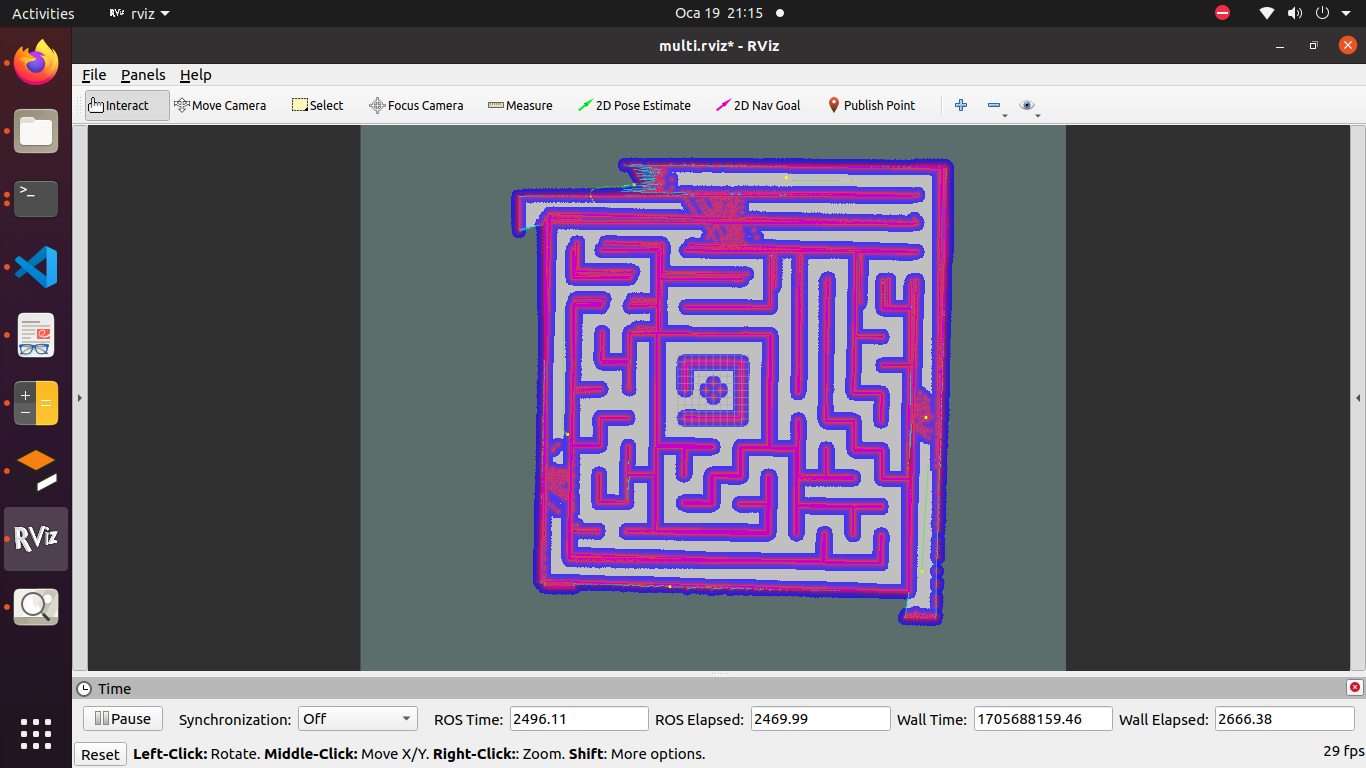 Activities RViz rviz Oca 19 21:15
multi.rviz* - RViz
File Panels Help
Interact Move Camera Select Focus Camera Measure 2D Pose Estimate 2D Nav Goal Publish Point
RViz
Time
Pause Synchronization: Off ROS Time: 2496.11 ROS Elapsed: 2469.99 Wall Time: 1705688159.46 Wall Elapsed: 2666.38
Reset Left-Click: Rotate. Middle-Click: Move X/Y. Right-Click:: Zoom. Shift: More options. 29 fps